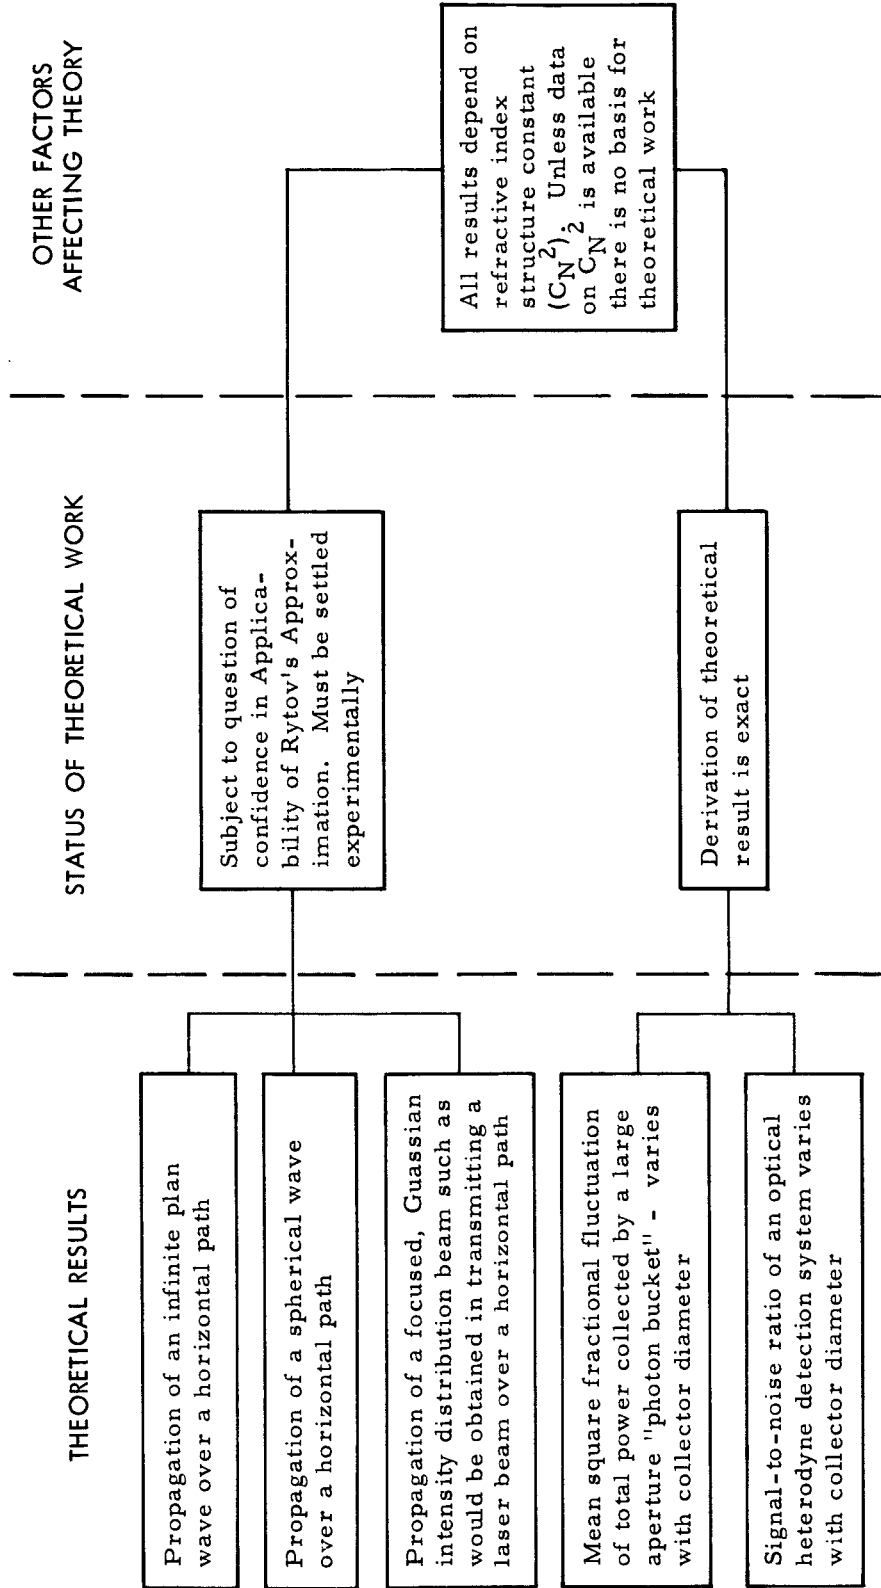 THEORETICAL RESULTS
Propagation of an infinite plan
wave over a horizontal path
Propagation of a spherical wave
over a horizontal path
Propagation of a focused, Guassian
intensity distribution beam such as
would be obtained in transmitting a
laser beam over a horizontal path
Mean square fractional fluctuation
of total power collected by a large
aperture "photon bucket" - varies
with collector diameter
Signal-to-noise ratio of an optical
heterodyne detection system varies
with collector diameter
STATUS OF THEORETICAL WORK
Subject to question of
confidence in Applica-
bility of Rytov's Approx-
imation. Must be settled
experimentally
Derivation of theoretical
result is exact
OTHER FACTORS
AFFECTING THEORY
All results depend on
refractive index
structure constant
(C_N^2). Unless data
on C_N^2 is available
there is no basis for
theoretical work